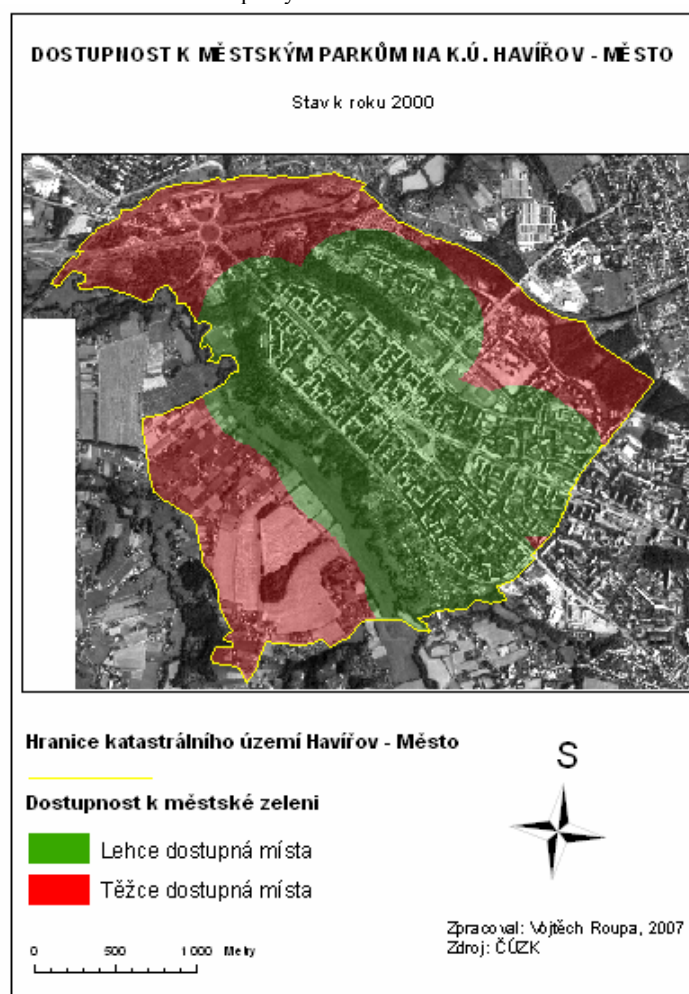 DOSTUPNOST K MĚSTSKÝM PARKŮM NA K.Ú. HAVÍŘOV - MĚSTO
Stav k roku 2000
Hranice katastrálního území Havířov - Město
S
Dostupnost k městské zeleni
Lehce dostupná místa
Těžce dostupná místa
Zpracoval: Vojtěch Roupa, 2007
Zdroj: ČÚZK
0 500 1 000 Metry